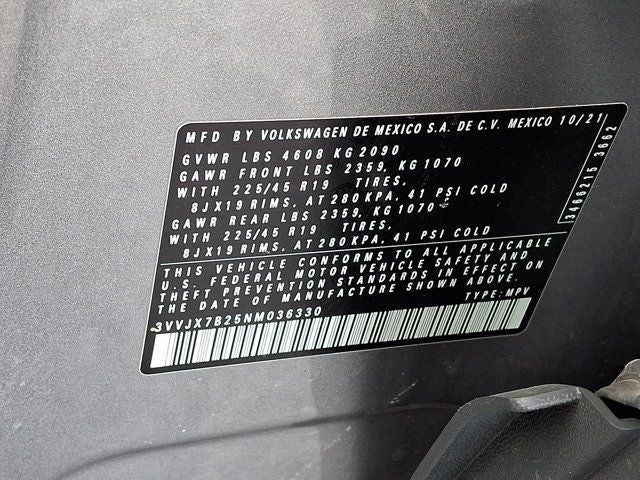 MFD BY VOLKSWAGEN DE MEXICO S.A. DE C.V. MEXICO 10/21
GVWR LBS 4608 KG 2090
GAWR FRONT LBS 2359, KG 1070
WITH 225/45 R19 TIRES,
8JX19 RIMS, AT 280 KPA, 41 PSI COLD
GAWR REAR LBS 2359, KG 1070
WITH 225/45 R19 TIRES,
8JX19 RIMS, AT 280 KPA, 41 PSI COLD
THIS VEHICLE CONFORMS TO ALL APPLICABLE
U.S. FEDERAL MOTOR VEHICLE SAFETY AND
THEFT PREVENTION STANDARDS IN EFFECT ON
THE DATE OF MANUFACTURE SHOWN ABOVE.
3VVJX7B25NM036330 TYPE: MPV
3466215 3662